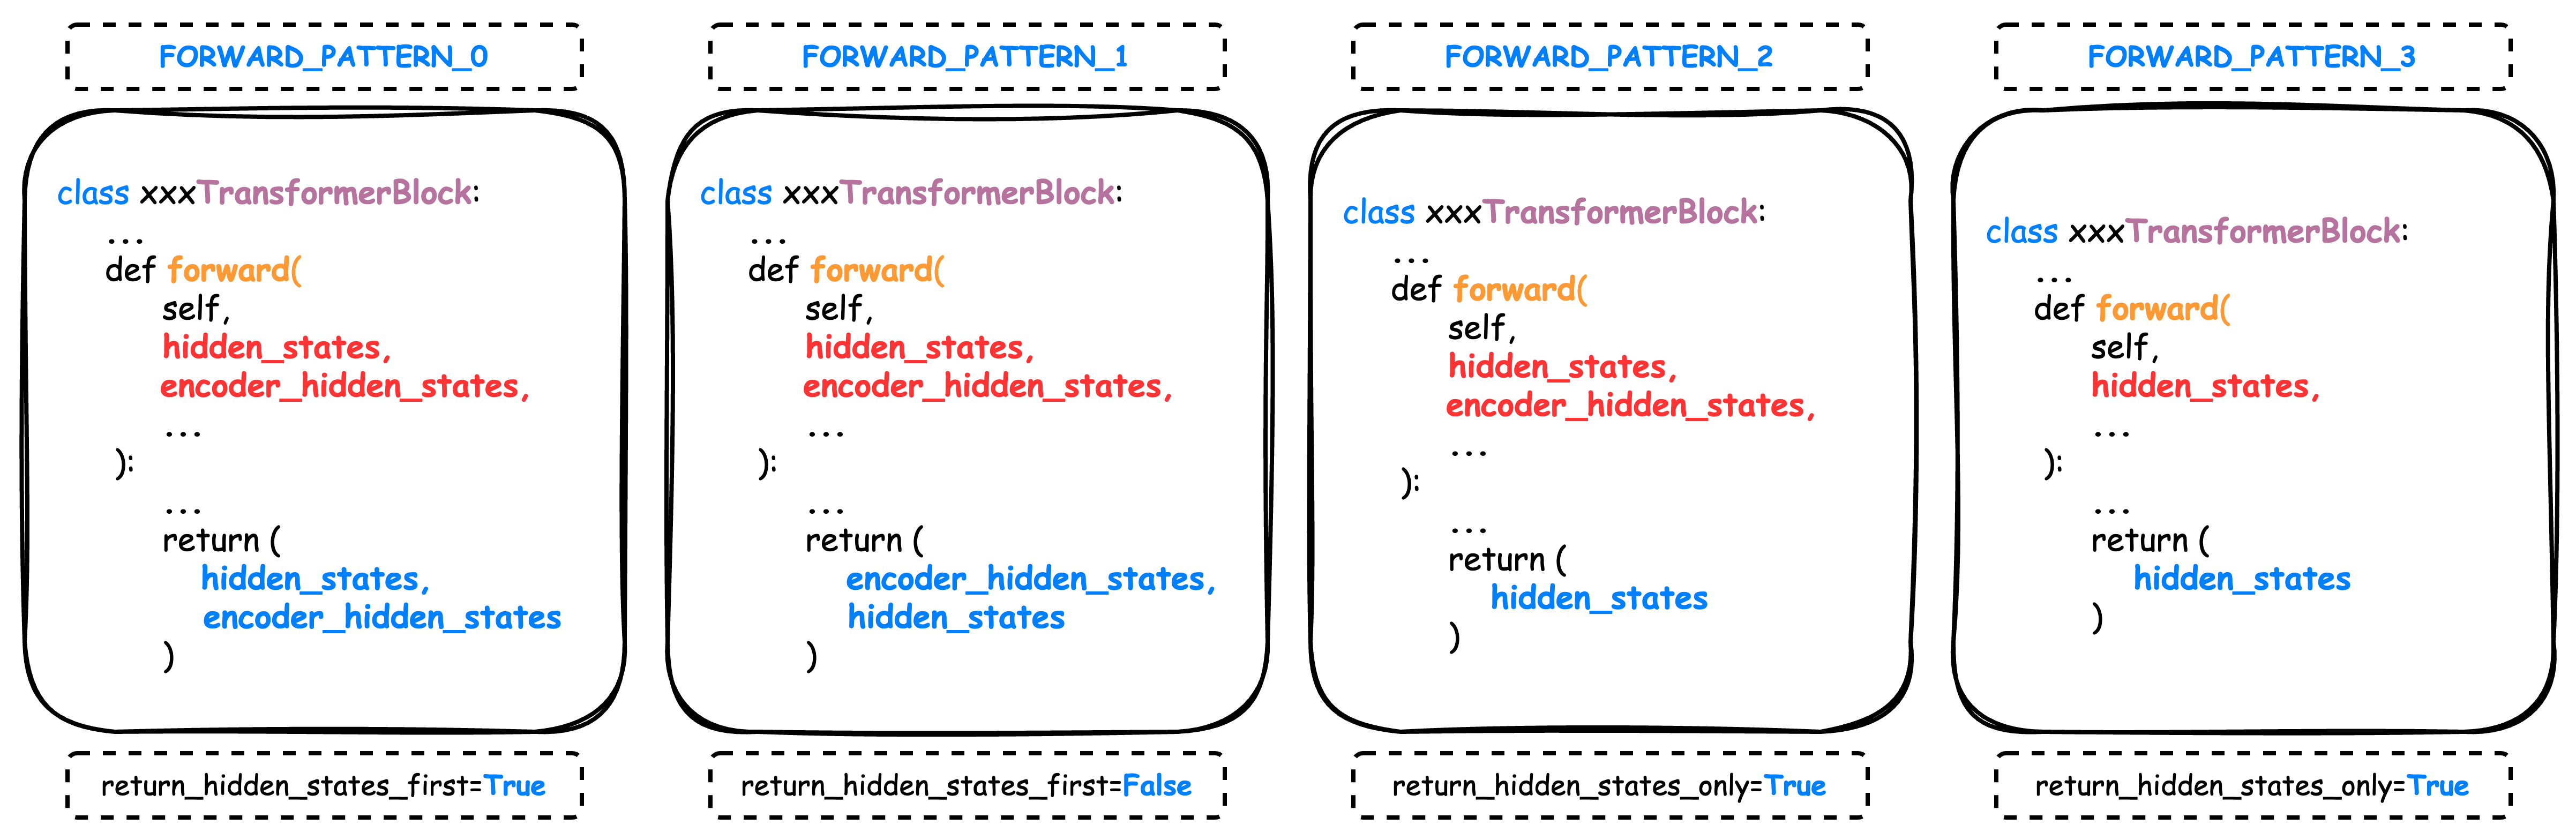 FORWARD_PATTERN_0
class xxxTransformerBlock:
...
def forward(
self,
hidden_states,
encoder_hidden_states,
...
):
...
return (
hidden_states,
encoder_hidden_states
)
return_hidden_states_first=True
FORWARD_PATTERN_1
class xxxTransformerBlock:
...
def forward(
self,
hidden_states,
encoder_hidden_states,
...
):
...
return (
encoder_hidden_states,
hidden_states
)
return_hidden_states_first=False
FORWARD_PATTERN_2
class xxxTransformerBlock:
...
def forward(
self,
hidden_states,
encoder_hidden_states,
...
):
...
return (
hidden_states
)
return_hidden_states_only=True
FORWARD_PATTERN_3
class xxxTransformerBlock:
...
def forward(
self,
hidden_states,
...
):
...
return (
hidden_states
)
return_hidden_states_only=True